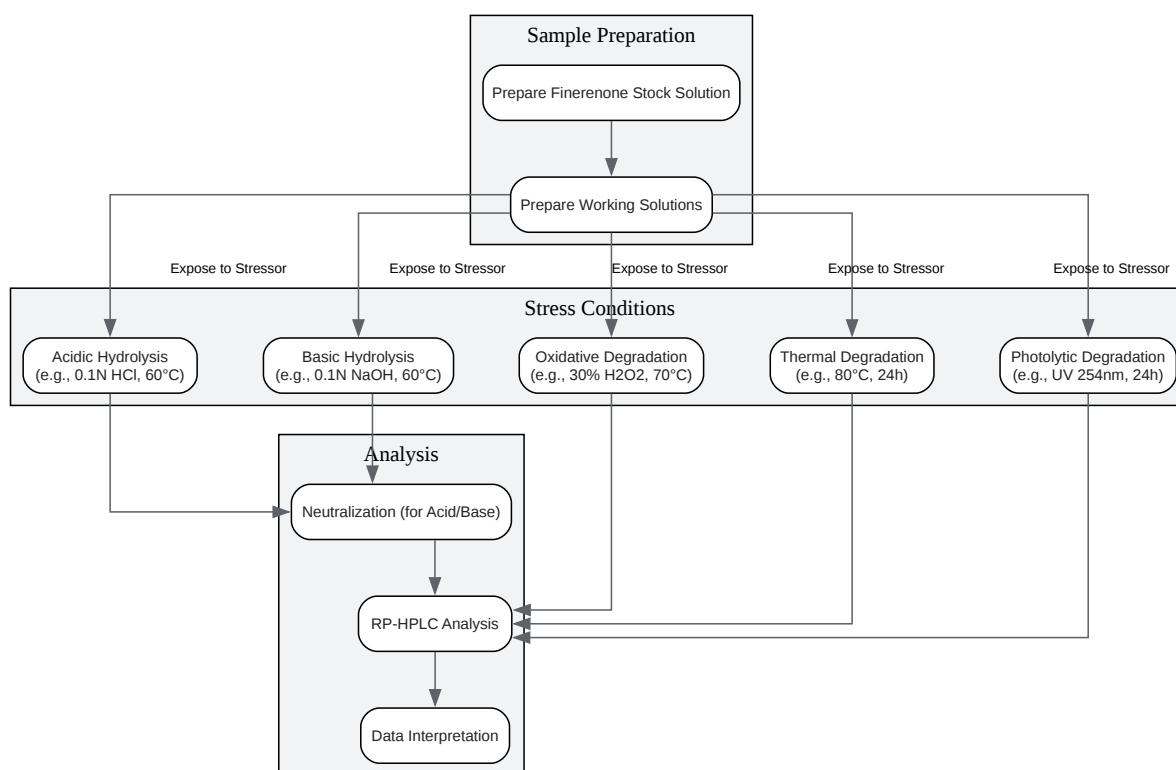 Sample Preparation
Prepare Finerenone Stock Solution
Prepare Working Solutions
Expose to Stressor
Expose to Stressor
Expose to Stressor
Expose to Stressor
Expose to Stressor
Stress Conditions
Acidic Hydrolysis
(e.g., 0.1N HCl, 60°C)
Basic Hydrolysis
(e.g., 0.1N NaOH, 60°C)
Oxidative Degradation
(e.g., 30% H2O2, 70°C)
Thermal Degradation
(e.g., 80°C, 24h)
Photolytic Degradation
(e.g., UV 254nm, 24h)
Analysis
Neutralization (for Acid/Base)
RP-HPLC Analysis
Data Interpretation